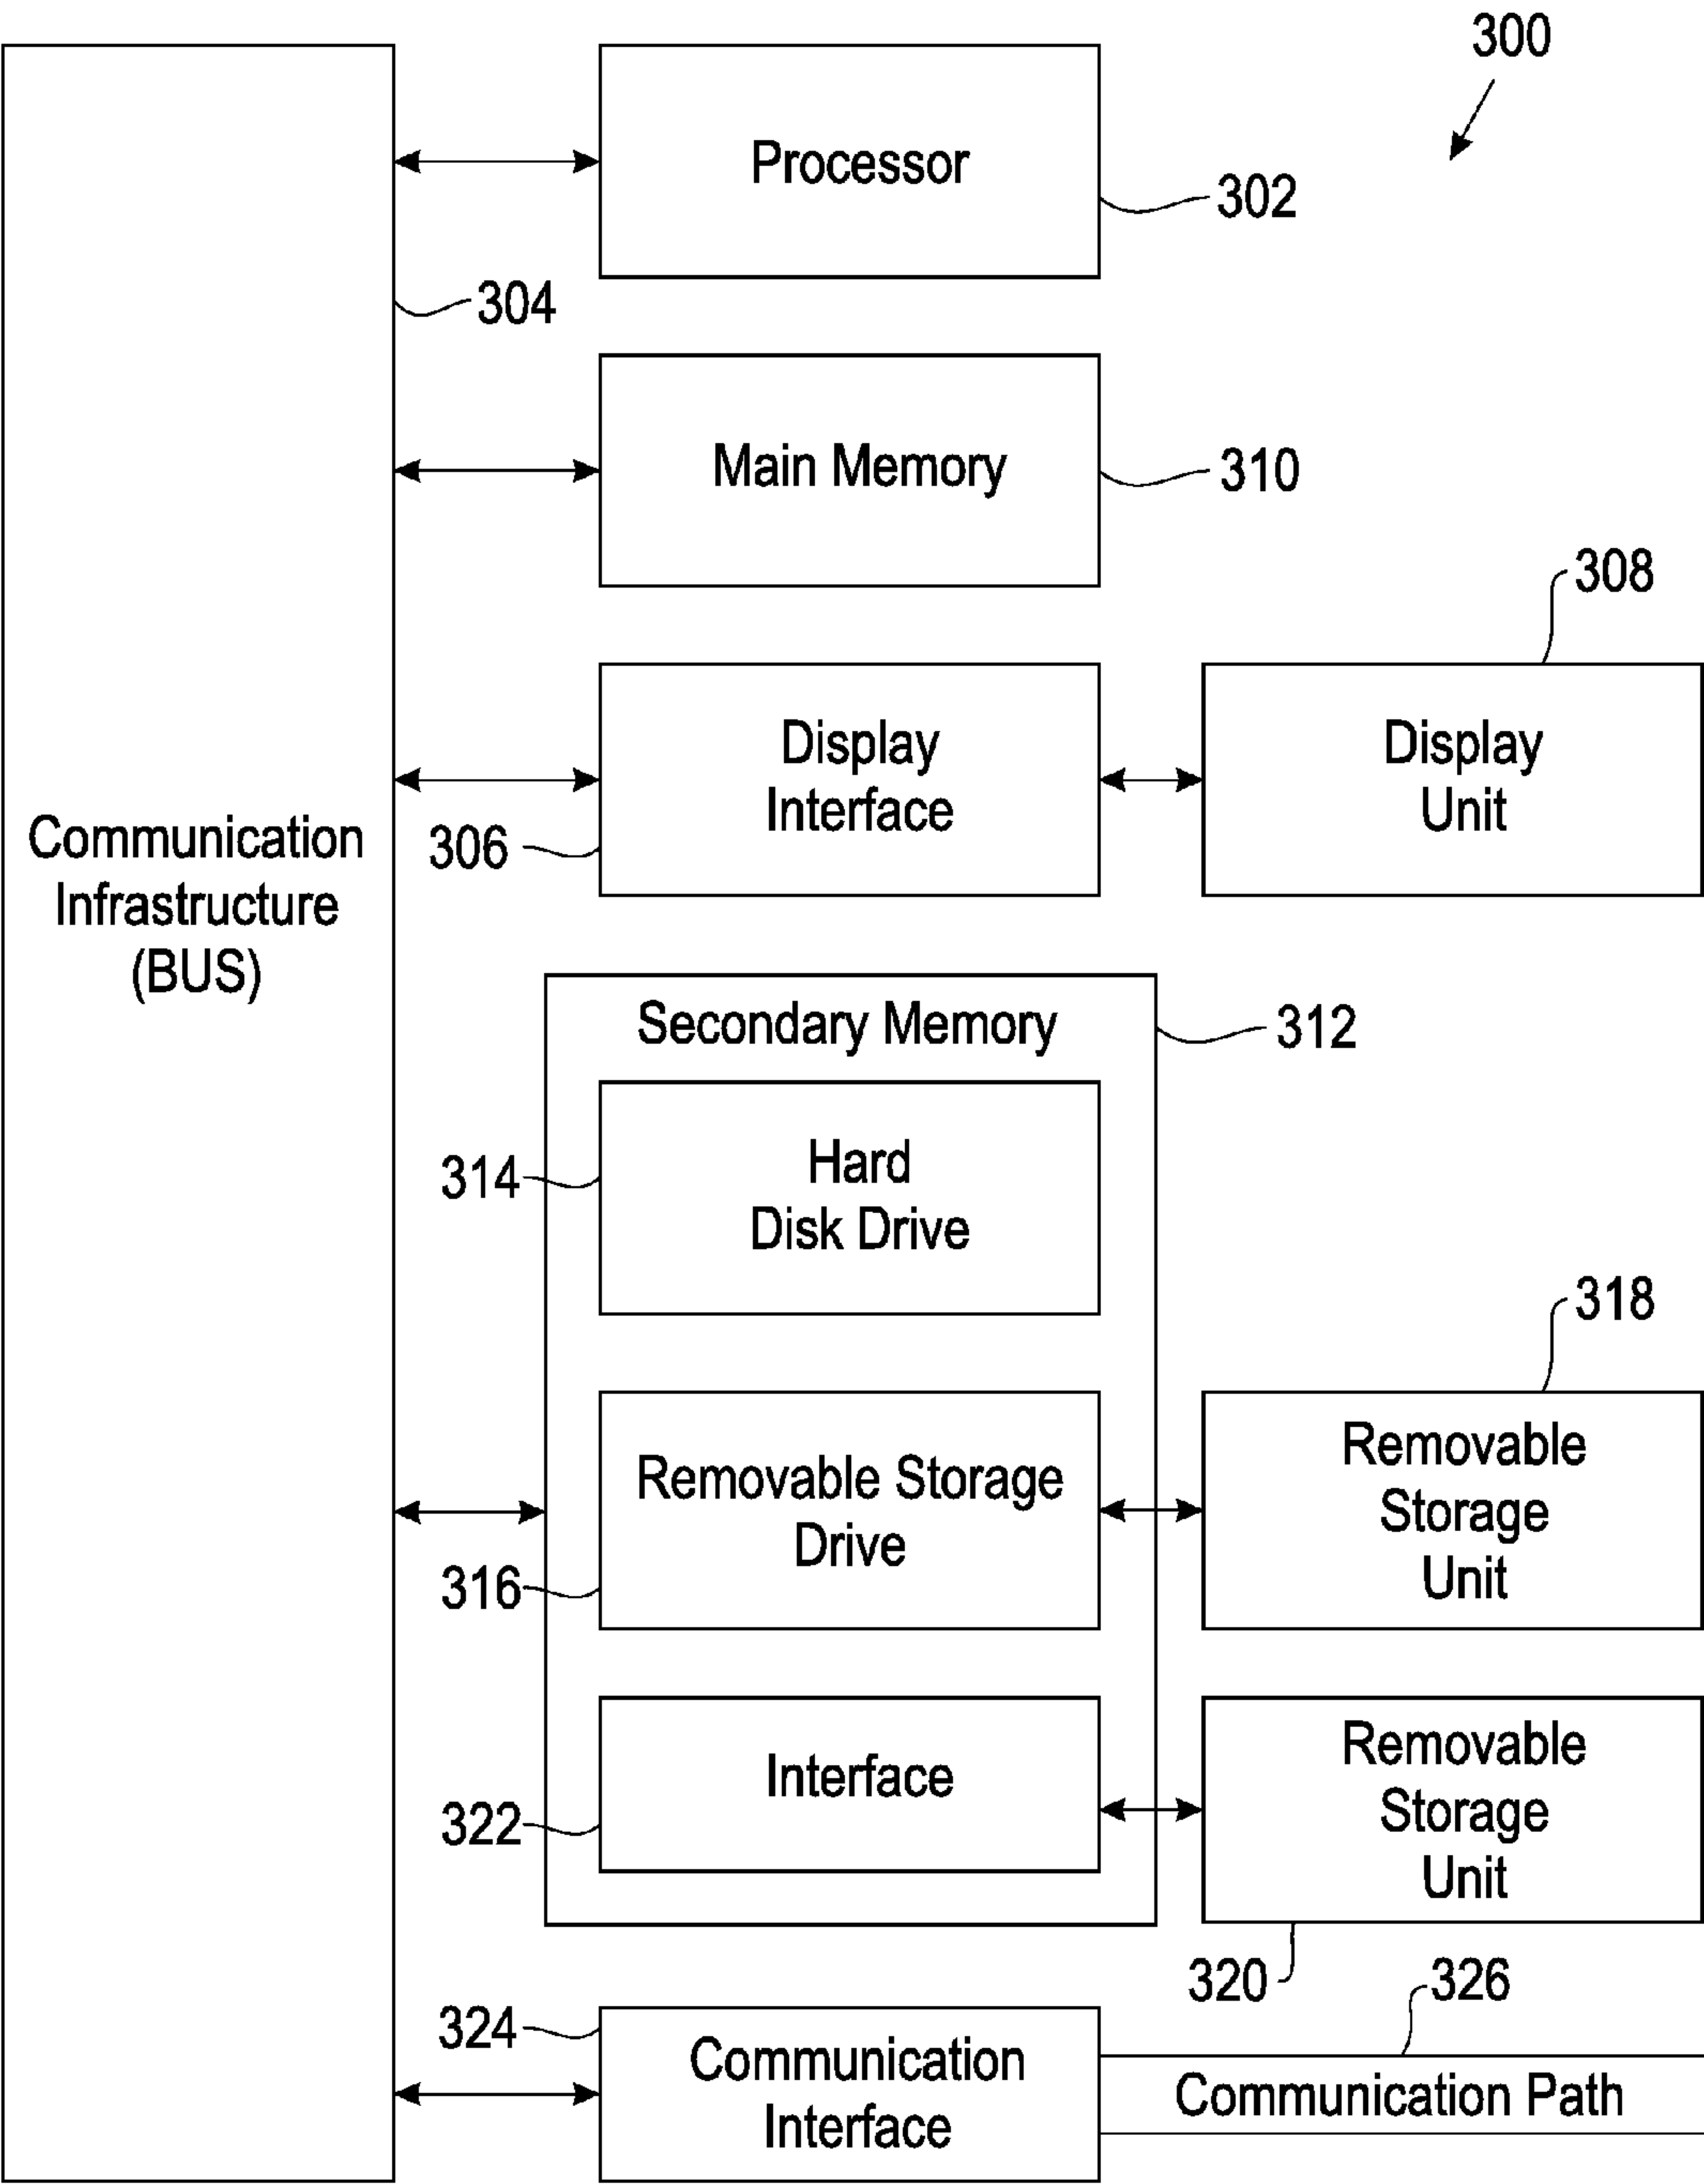 300
Processor
302
304
Main Memory
310
308
Display
Interface
306
Display
Unit
Communication
Infrastructure
(BUS)
Secondary Memory
312
314
Hard
Disk Drive
318
Removable Storage
Drive
316
Removable
Storage
Unit
Interface
322
Removable
Storage
Unit
320
326
324
Communication
Interface
Communication Path